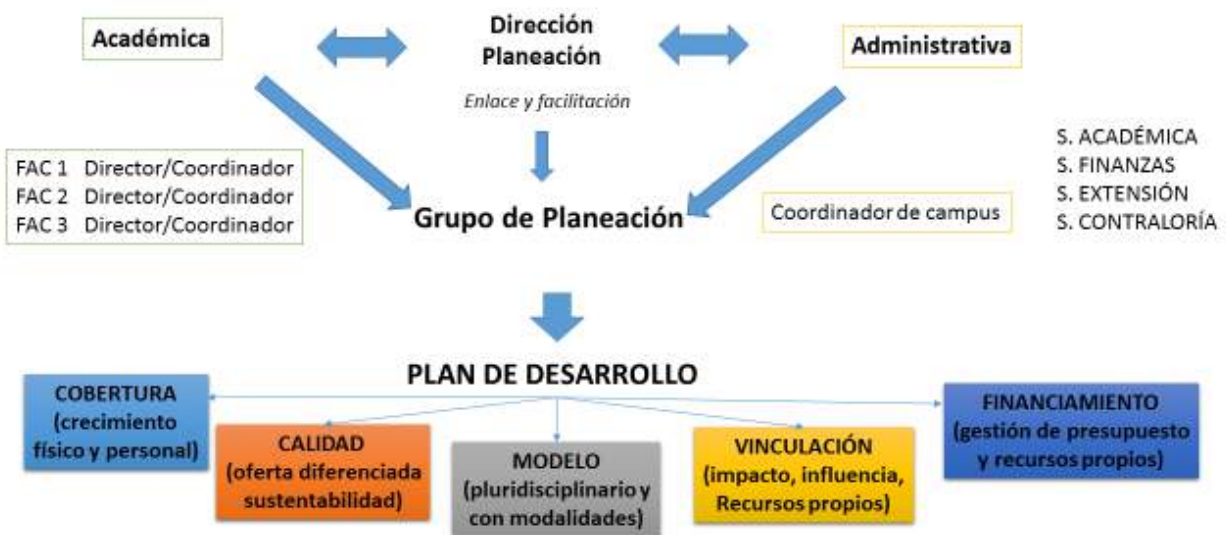 Académica
Dirección
Planeación
Administrativa
Enlace y facilitación
FAC 1 Director/Coordinador
FAC 2 Director/Coordinador
FAC 3 Director/Coordinador
Grupo de Planeación
Coordinador de campus
S. ACADÉMICA
S. FINANZAS
S. EXTENSIÓN
S. CONTRALORÍA
PLAN DE DESARROLLO
COBERTURA
(crecimiento
físico y personal)
CALIDAD
(oferta diferenciada
sustentabilidad)
MODELO
(pluridisciplinario y
con modalidades)
VINCULACIÓN
(impacto, influencia,
Recursos propios)
FINANCIAMIENTO
(gestión de presupuesto
y recursos propios)